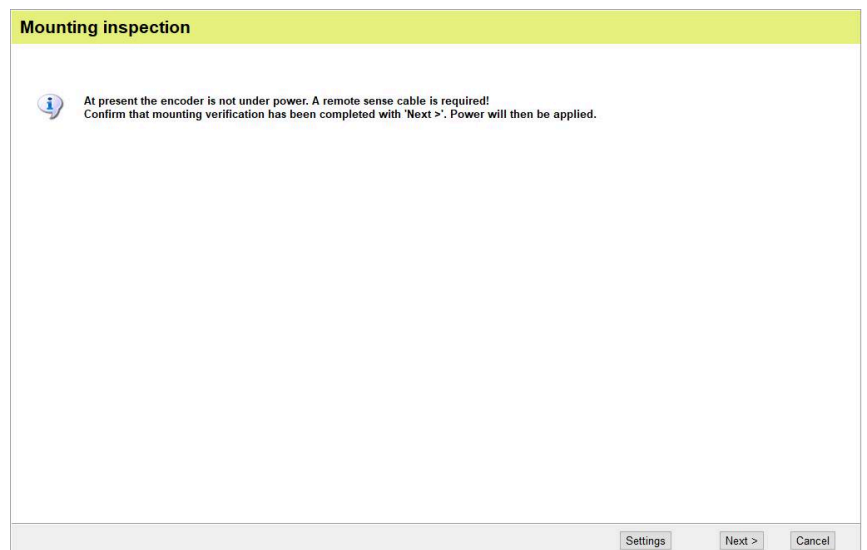 Mounting inspection
At present the encoder is not under power. A remote sense cable is required!
Confirm that mounting verification has been completed with 'Next >'. Power will then be applied.
Settings Next > Cancel